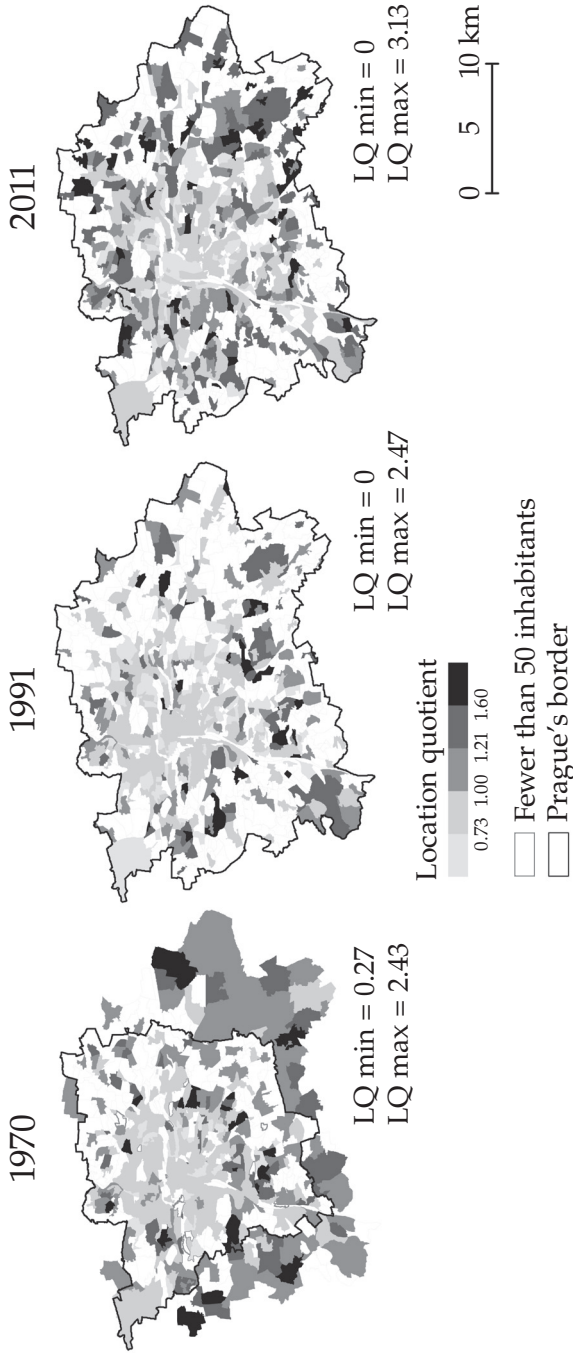 1970
LQ min = 0.27
LQ max = 2.43
1991
LQ min = 0
LQ max = 2.47
2011
LQ min = 0
LQ max = 3.13
Location quotient
0.73 1.00 1.21 1.60
Fewer than 50 inhabitants
Prague's border
0 5 10 km